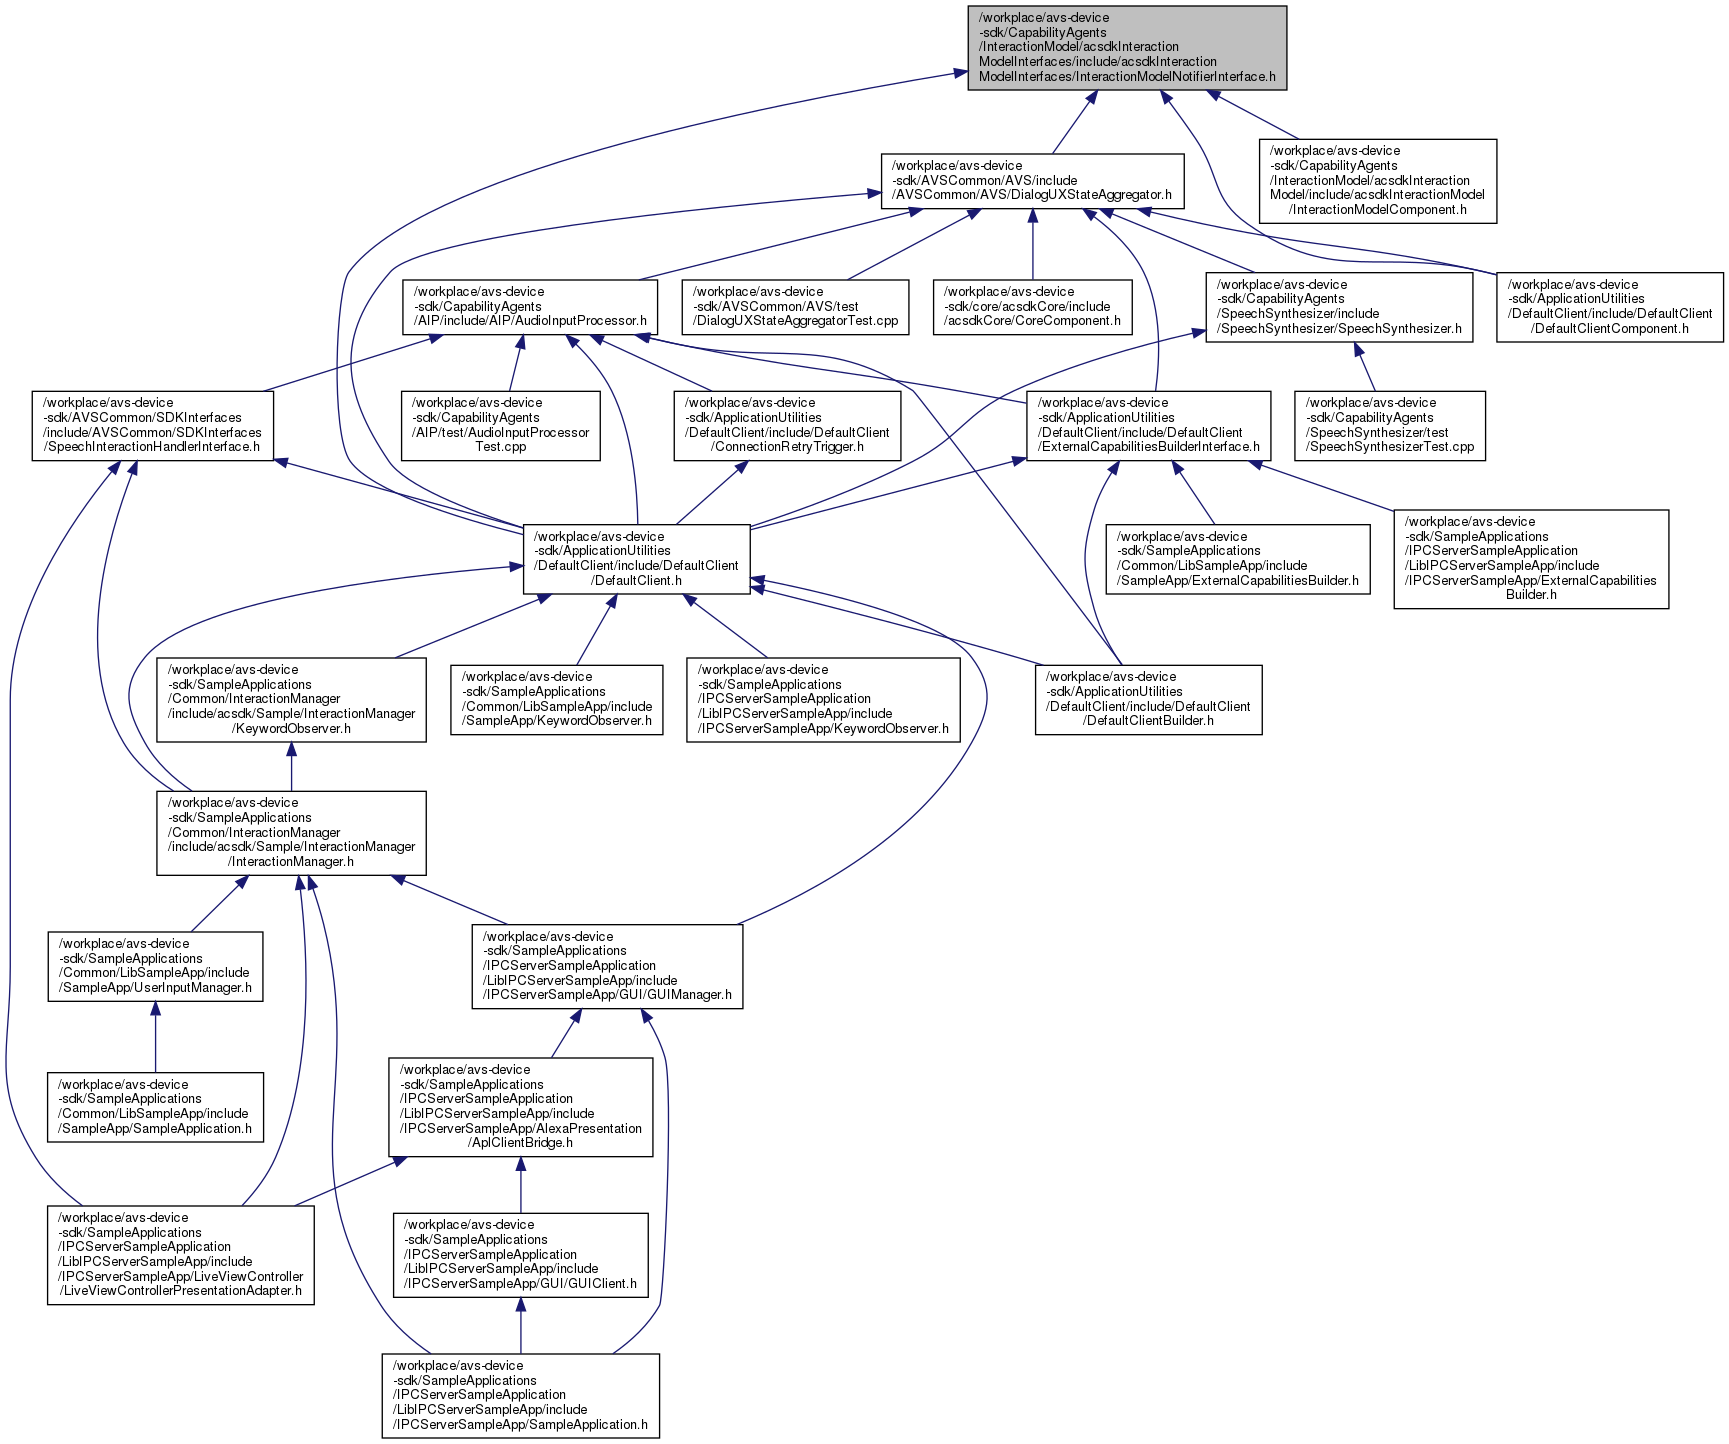 /workplace/avs-device
-sdk/CapabilityAgents
/InteractionModel/acsdkInteraction
ModelInterfaces/include/acsdkInteraction
ModelInterfaces/InteractionModelNotifierInterface.h
/workplace/avs-device
-sdk/CapabilityAgents
/InteractionModel/acsdkInteraction
Model/include/acsdkInteractionModel
/InteractionModelComponent.h
/workplace/avs-device
-sdk/AVSCommon/AVS/include
/AVSCommon/AVS/DialogUXStateAggregator.h
/workplace/avs-device
-sdk/CapabilityAgents
/AIP/include/AIP/AudioInputProcessor.h
/workplace/avs-device
-sdk/AVSCommon/AVS/test
/DialogUXStateAggregatorTest.cpp
/workplace/avs-device
-sdk/core/acsdkCore/include
/acsdkCore/CoreComponent.h
/workplace/avs-device
-sdk/CapabilityAgents
/SpeechSynthesizer/include
/SpeechSynthesizer/SpeechSynthesizer.h
/workplace/avs-device
-sdk/ApplicationUtilities
/DefaultClient/include/DefaultClient
/DefaultClientComponent.h
/workplace/avs-device
-sdk/AVSCommon/SDKInterfaces
/include/AVSCommon/SDKInterfaces
/SpeechInteractionHandlerInterface.h
/workplace/avs-device
-sdk/CapabilityAgents
/AIP/test/AudioInputProcessor
Test.cpp
/workplace/avs-device
-sdk/ApplicationUtilities
/DefaultClient/include/DefaultClient
/ConnectionRetryTrigger.h
/workplace/avs-device
-sdk/ApplicationUtilities
/DefaultClient/include/DefaultClient
/ExternalCapabilitiesBuilderInterface.h
/workplace/avs-device
-sdk/CapabilityAgents
/SpeechSynthesizer/test
/SpeechSynthesizerTest.cpp
/workplace/avs-device
-sdk/ApplicationUtilities
/DefaultClient/include/DefaultClient
/DefaultClient.h
/workplace/avs-device
-sdk/SampleApplications
/Common/LibSampleApp/include
/SampleApp/ExternalCapabilitiesBuilder.h
/workplace/avs-device
-sdk/SampleApplications
/IPCServerSampleApplication
/LibIPCServerSampleApp/include
/IPCServerSampleApp/ExternalCapabilities
Builder.h
/workplace/avs-device
-sdk/SampleApplications
/Common/InteractionManager
/include/acsdk/Sample/InteractionManager
/KeywordObserver.h
/workplace/avs-device
-sdk/SampleApplications
/Common/LibSampleApp/include
/SampleApp/KeywordObserver.h
/workplace/avs-device
-sdk/SampleApplications
/IPCServerSampleApplication
/LibIPCServerSampleApp/include
/IPCServerSampleApp/KeywordObserver.h
/workplace/avs-device
-sdk/ApplicationUtilities
/DefaultClient/include/DefaultClient
/DefaultClientBuilder.h
/workplace/avs-device
-sdk/SampleApplications
/Common/InteractionManager
/include/acsdk/Sample/InteractionManager
/InteractionManager.h
/workplace/avs-device
-sdk/SampleApplications
/Common/LibSampleApp/include
/SampleApp/UserInputManager.h
/workplace/avs-device
-sdk/SampleApplications
/IPCServerSampleApplication
/LibIPCServerSampleApp/include
/IPCServerSampleApp/GUI/GUIManager.h
/workplace/avs-device
-sdk/SampleApplications
/Common/LibSampleApp/include
/SampleApp/SampleApplication.h
/workplace/avs-device
-sdk/SampleApplications
/IPCServerSampleApplication
/LibIPCServerSampleApp/include
/IPCServerSampleApp/AlexaPresentation
/AplClientBridge.h
/workplace/avs-device
-sdk/SampleApplications
/IPCServerSampleApplication
/LibIPCServerSampleApp/include
/IPCServerSampleApp/LiveViewController
/LiveViewControllerPresentationAdapter.h
/workplace/avs-device
-sdk/SampleApplications
/IPCServerSampleApplication
/LibIPCServerSampleApp/include
/IPCServerSampleApp/GUI/GUIClient.h
/workplace/avs-device
-sdk/SampleApplications
/IPCServerSampleApplication
/LibIPCServerSampleApp/include
/IPCServerSampleApp/SampleApplication.h